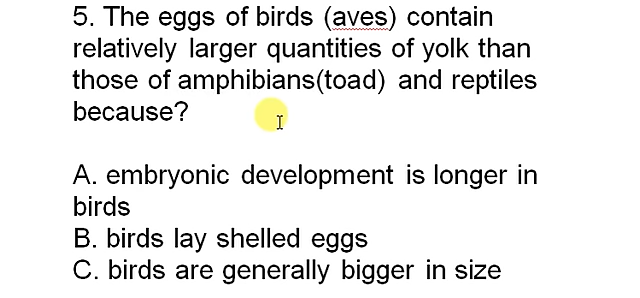 5. The eggs of birds (aves) contain
relatively larger quantities of yolk than
those of amphibians(toad) and reptiles
because?
A. embryonic development is longer in
birds
B. birds lay shelled eggs
C. birds are generally bigger in size